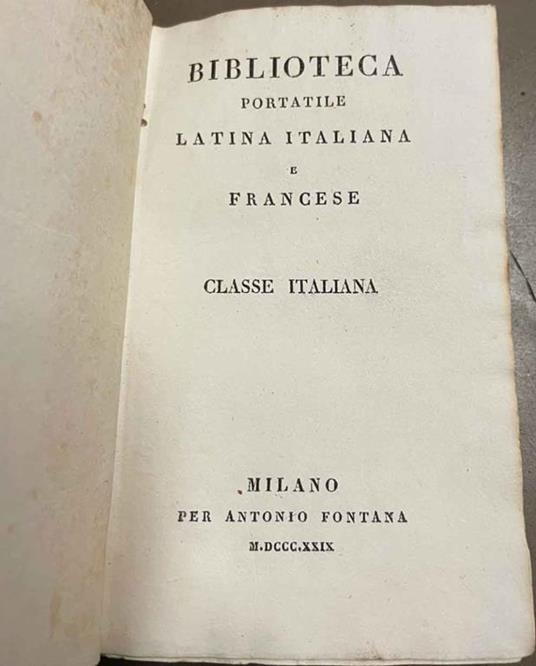 BIBLIOTECA
PORTATILE
LATINA ITALIANA
E
FRANCESE
CLASSE ITALIANA
MILANO
PER ANTONIO FONTANA
M.DCCC.XXIX